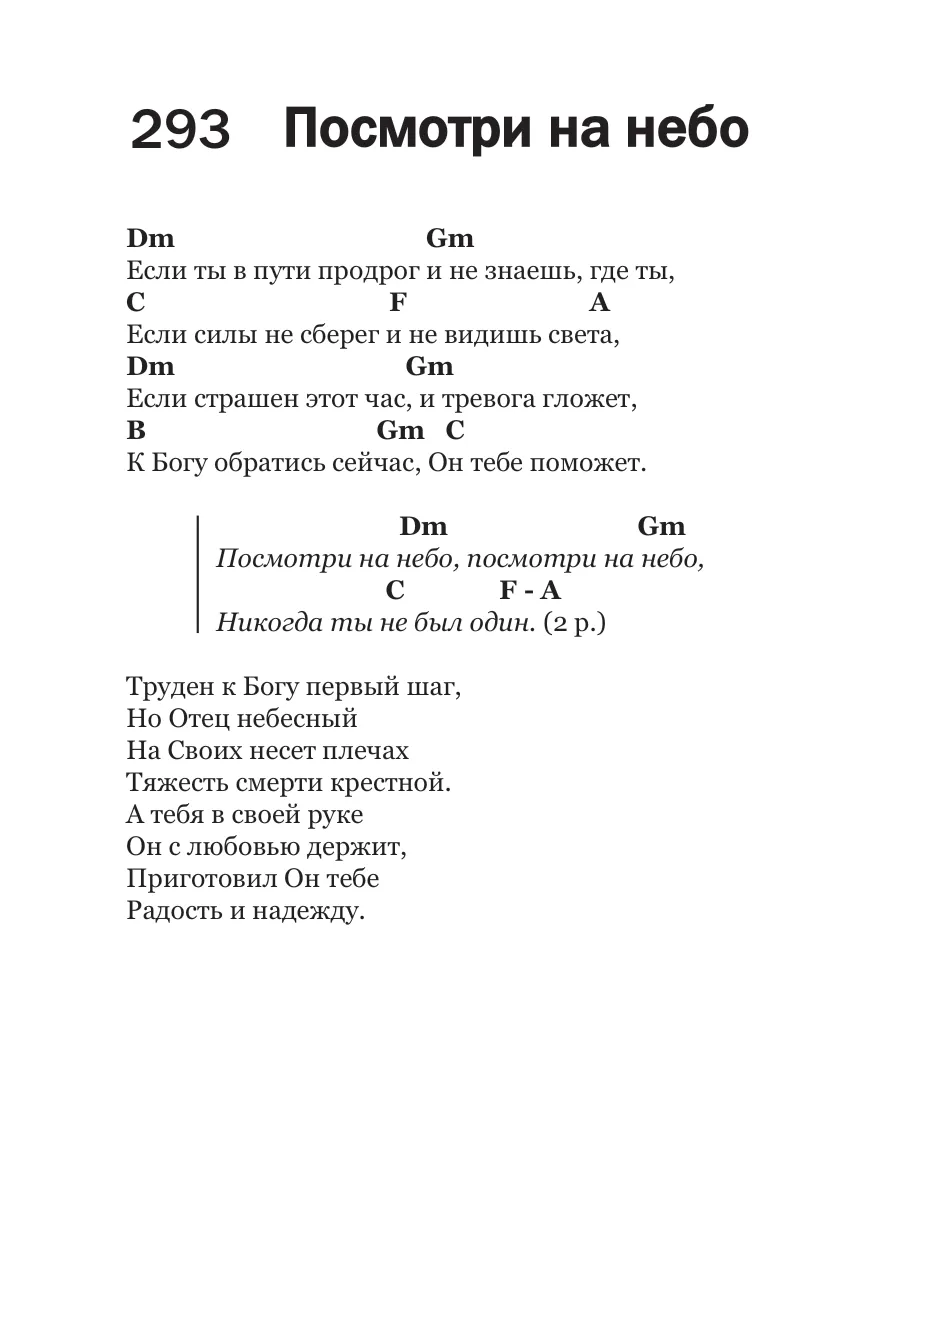 293 Посмотри на небо
Dm Gm
Если ты в пути продрог и не знаешь, где ты,
C F A
Если силы не сберег и не видишь света,
Dm Gm
Если страшен этот час, и тревога гложет,
B Gm C
К Богу обратись сейчас, Он тебе поможет.
Dm Gm
Посмотри на небо, посмотри на небо,
C F - A
Никогда ты не был один. (2 р.)
Труден к Богу первый шаг,
Но Отец небесный
На Своих несет плечах
Тяжесть смерти крестной.
А тебя в своей руке
Он с любовью держит,
Приготовил Он тебе
Радость и надежду.